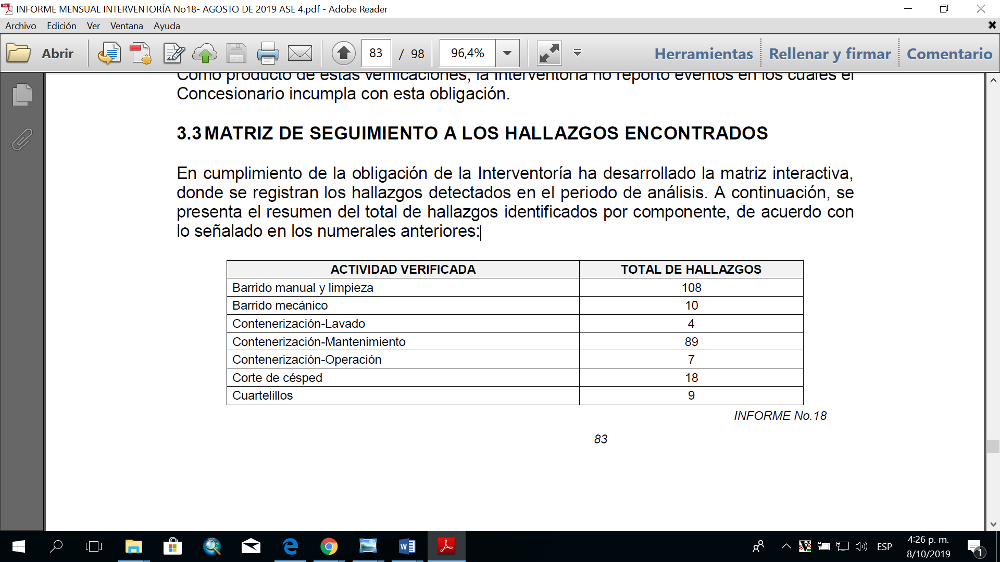 INFORME MENSUAL INTERVENTORÍA No18- AGOSTO DE 2019 ASE 4.pdf - Adobe Reader
Archivo Edición Ver Ventana Ayuda
Abrir 83 / 98 96,4% Herramientas Rellenar y firmar Comentario
Como producto de estas verificaciones, la Interventoría no reportó eventos en los cuales el
Concesionario incumpla con esta obligación.
3.3 MATRIZ DE SEGUIMIENTO A LOS HALLAZGOS ENCONTRADOS
En cumplimiento de la obligación de la Interventoría ha desarrollado la matriz interactiva,
donde se registran los hallazgos detectados en el periodo de análisis. A continuación, se
presenta el resumen del total de hallazgos identificados por componente, de acuerdo con
lo señalado en los numerales anteriores:
ACTIVIDAD VERIFICADA TOTAL DE HALLAZGOS
Barrido manual y limpieza 108
Barrido mecánico 10
Contenerización-Lavado 4
Contenerización-Mantenimiento 89
Contenerización-Operación 7
Corte de césped 18
Cuartelillos 9
INFORME No.18
83
ESP
4:26 p. m.
8/10/2019
1